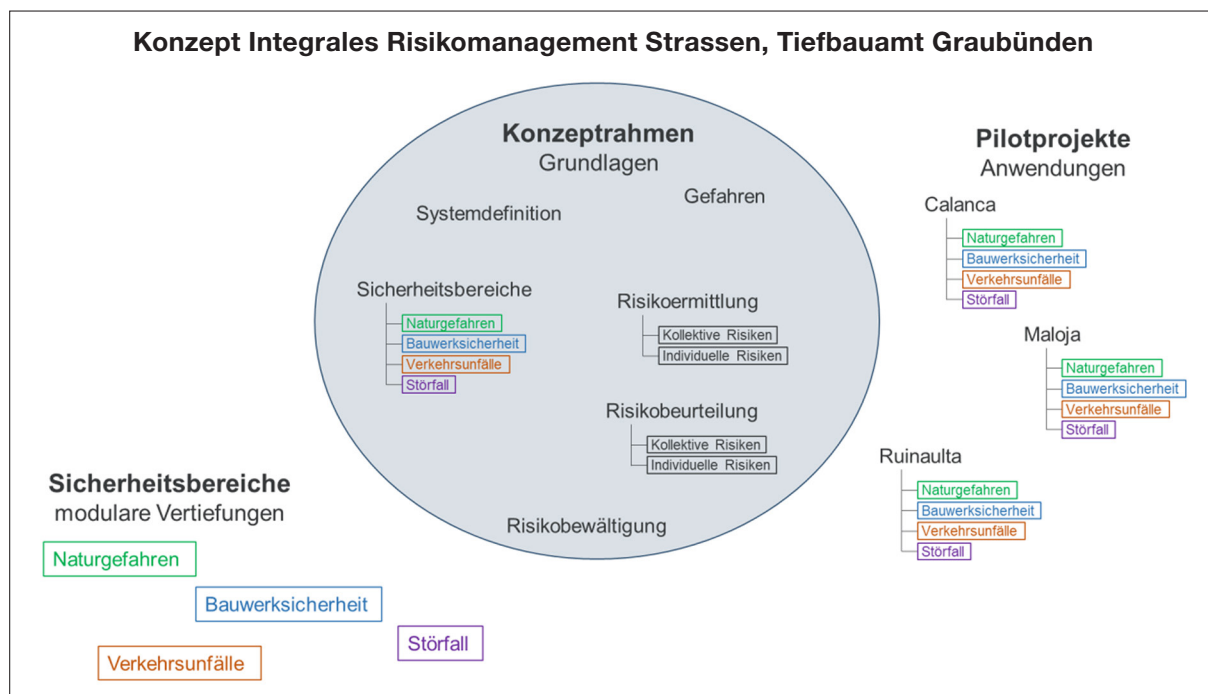 Konzept Integrales Risikomanagement Strassen, Tiefbauamt Graubünden
Konzeptrahmen
Grundlagen
Systemdefinition
Gefahren
Sicherheitsbereiche
Naturgefahren
Bauwerksicherheit
Verkehrsunfälle
Störfall
Risikoermittlung
Kollektive Risiken
Individuelle Risiken
Risikobeurteilung
Kollektive Risiken
Individuelle Risiken
Risikobewältigung
Pilotprojekte
Anwendungen
Calanca
Naturgefahren
Bauwerksicherheit
Verkehrsunfälle
Störfall
Maloja
Naturgefahren
Bauwerksicherheit
Verkehrsunfälle
Störfall
Ruinaulta
Naturgefahren
Bauwerksicherheit
Verkehrsunfälle
Störfall
Sicherheitsbereiche
modulare Vertiefungen
Naturgefahren
Bauwerksicherheit
Störfall
Verkehrsunfälle